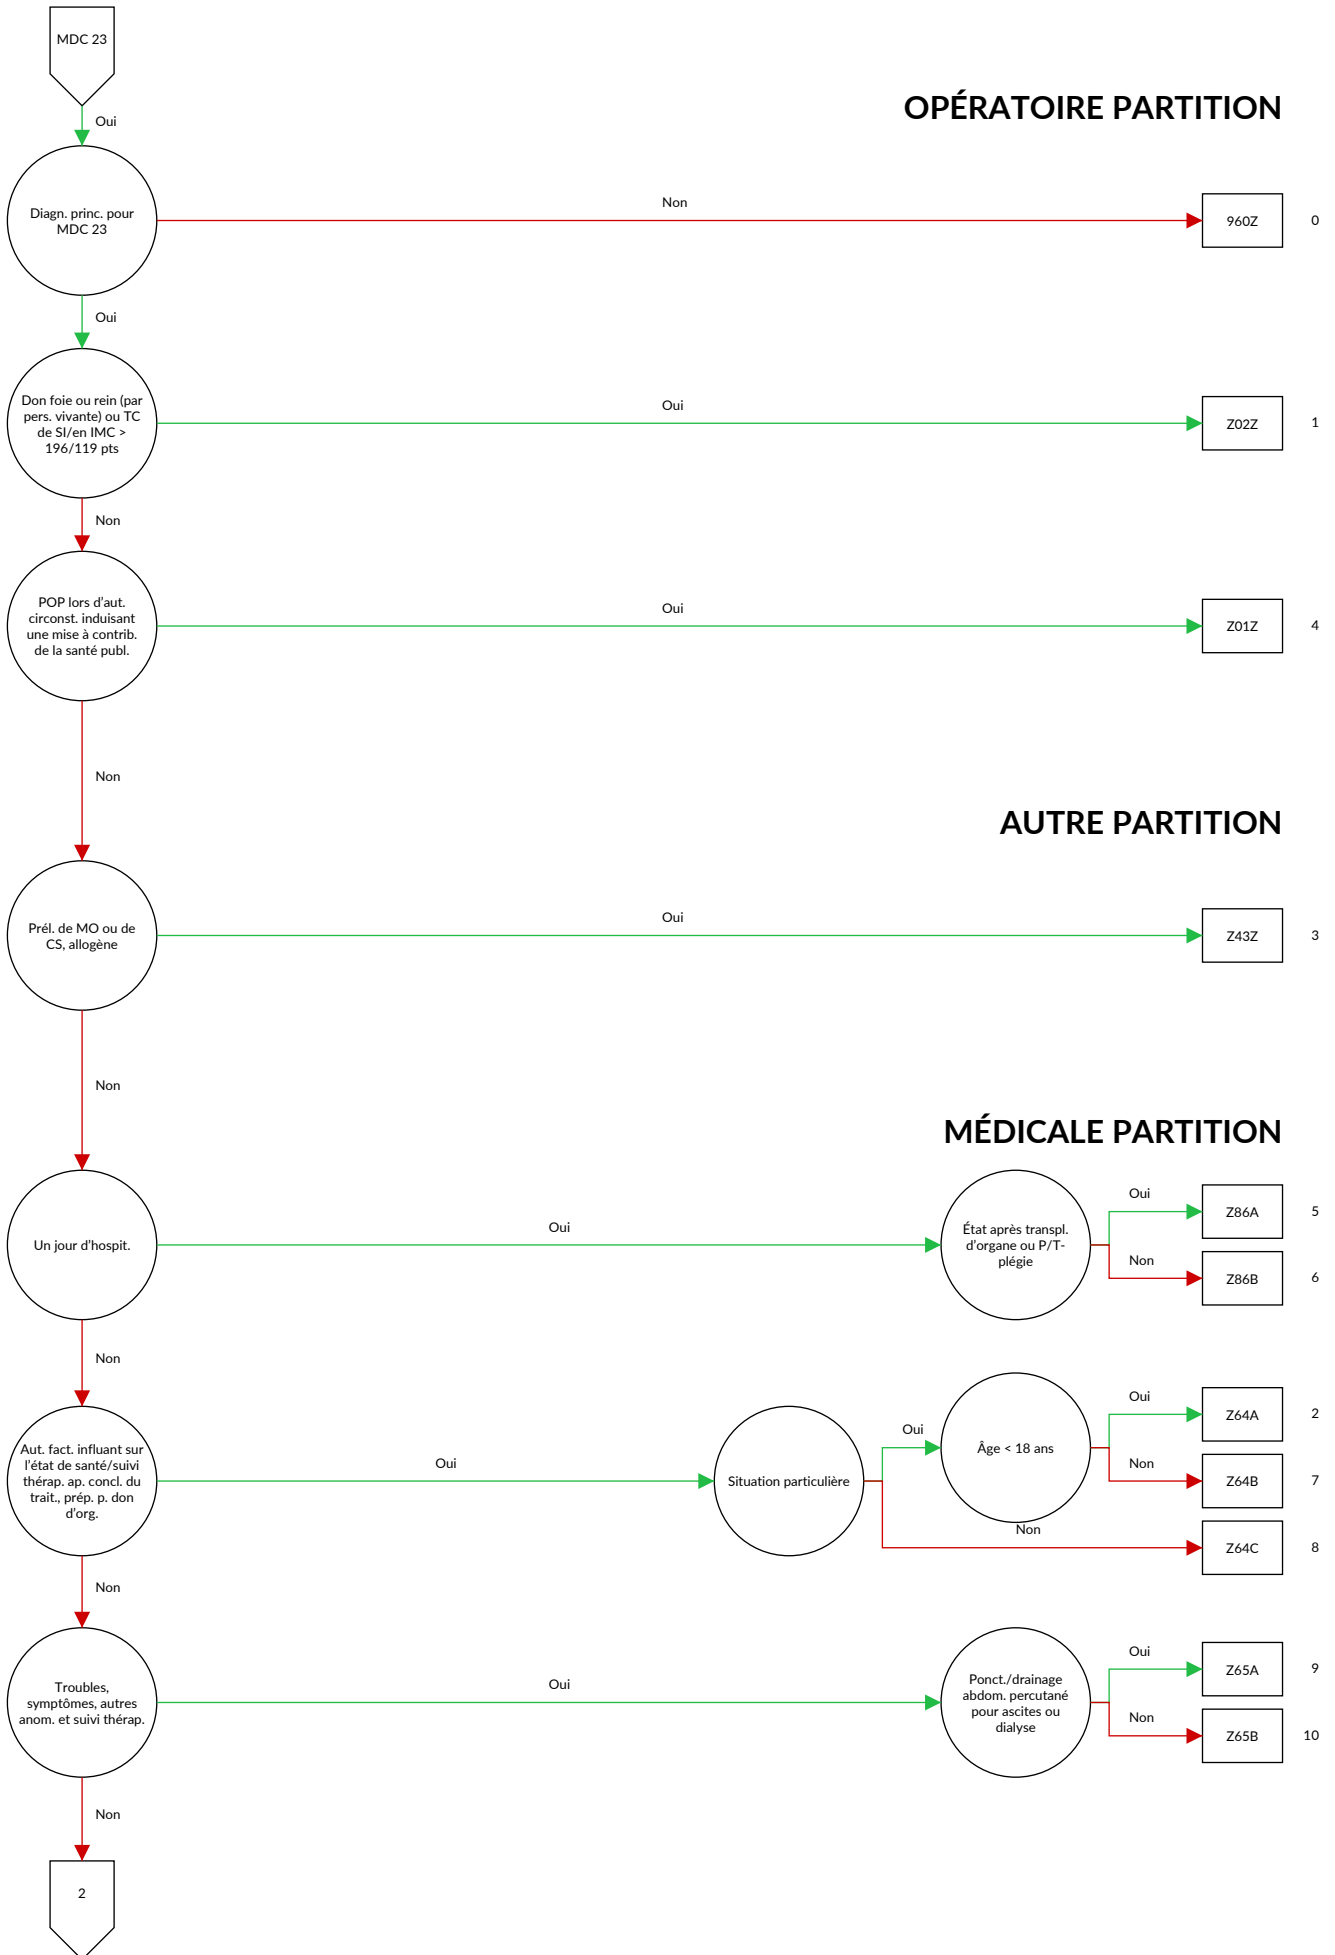 MDC 23
OPÉRATOIRE PARTITION
Oui
Diagn. princ. pour
MDC 23
Non
960Z
0
Oui
Don foie ou rein (par
pers. vivante) ou TC
de SI/en IMC >
196/119 pts
Oui
Z02Z
1
Non
POP lors d'aut.
circonst. induisant
une mise à contrib.
de la santé publ.
Oui
Z01Z
4
Non
AUTRE PARTITION
Prél. de MO ou de
CS, allogène
Oui
Z43Z
3
Non
MÉDICALE PARTITION
Un jour d'hospit.
Oui
État après transpl.
d'organe ou P/T-
plégie
Oui
Z86A
5
Non
Z86B
6
Non
Aut. fact. influant sur
l'état de santé/suivi
thérap. ap. concl. du
trait., prép. p. don
d'org.
Oui
Situation particulière
Oui
Âge < 18 ans
Oui
Z64A
2
Non
Z64B
7
Non
Z64C
8
Non
Troubles,
symptômes, autres
anom. et suivi thérap.
Oui
Ponct./drainage
abdom. percutané
pour ascites ou
dialyse
Oui
Z65A
9
Non
Z65B
10
Non
2